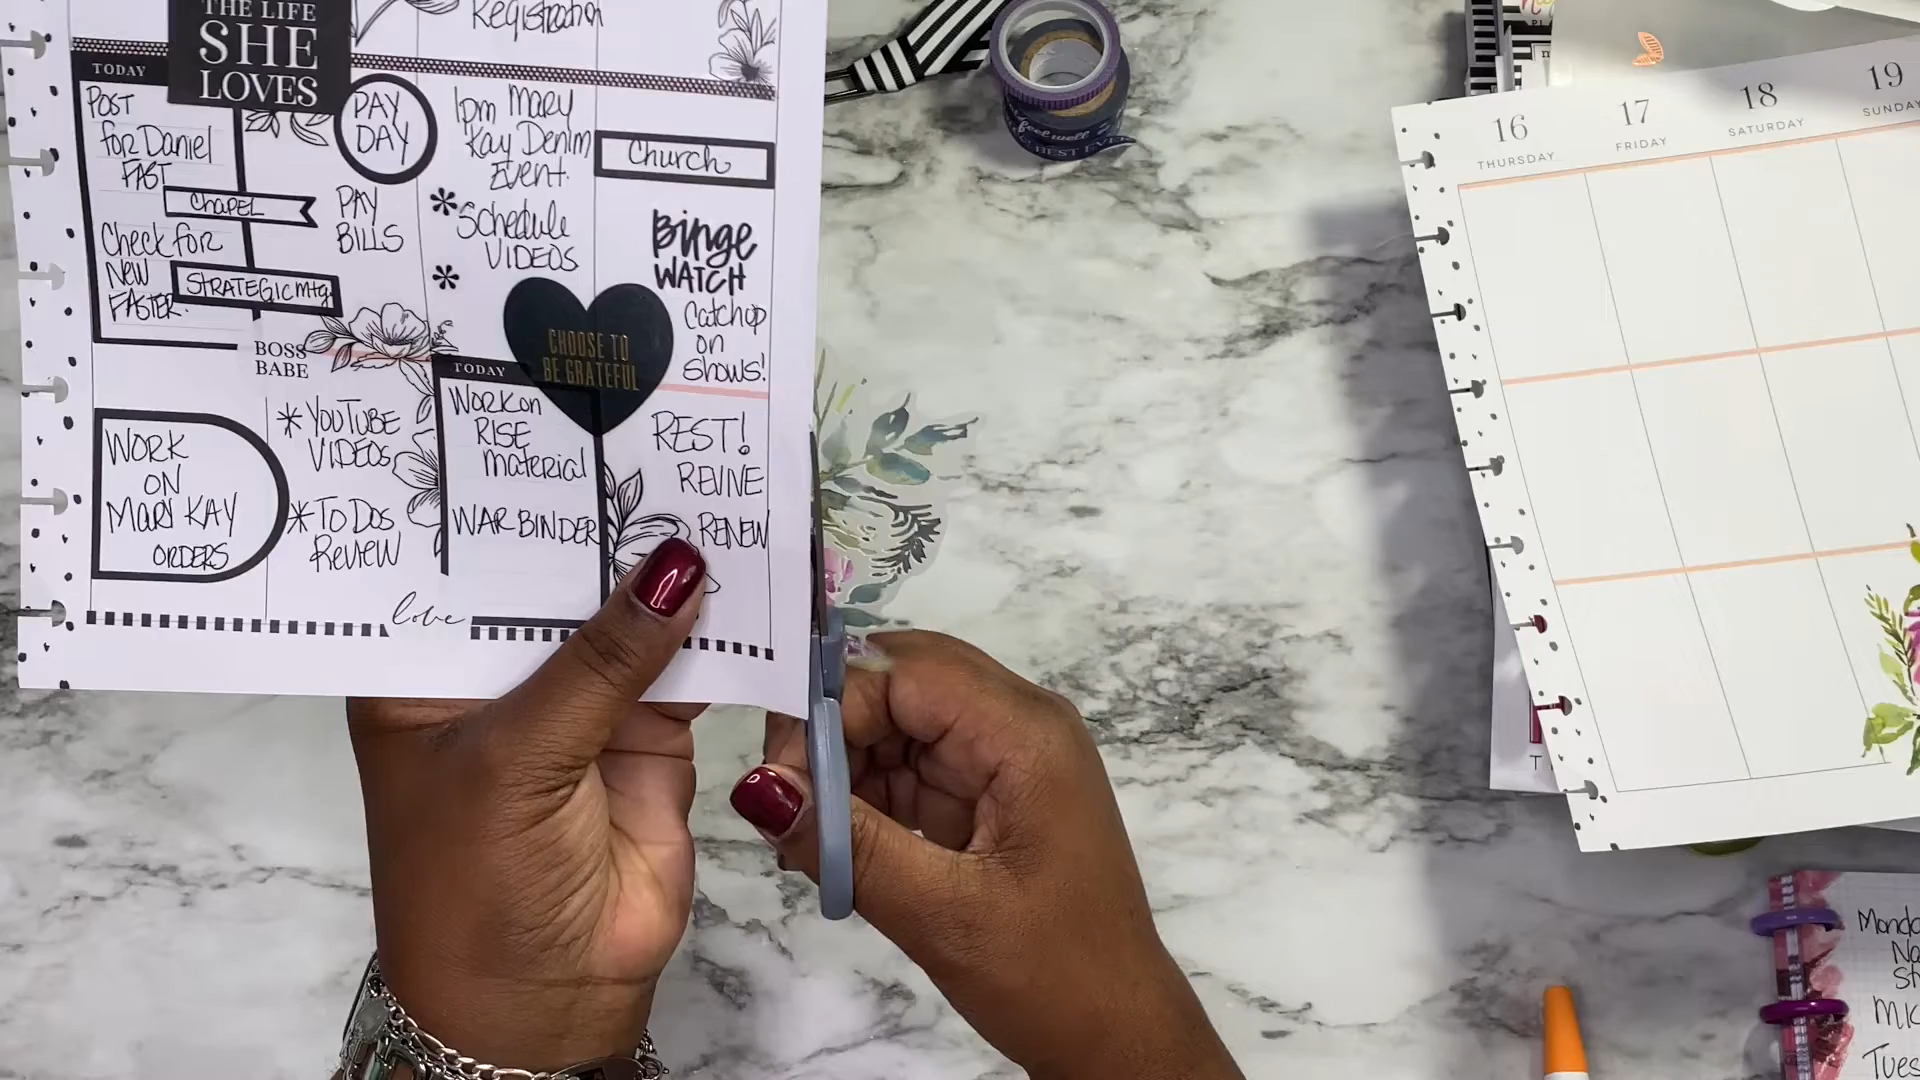 THE LIFE
SHE
LOVES
Registration
TODAY
Post
for Daniel
FAST
Chapel
Check for
New
FASTER.
STRATEGIC mtg.
PAY
DAY
PAY
BILLS
1pm Mary
Kay Denim
Event.
* Schedule
VIDEOS
*
Church
Binge
WATCH
Catchup
on
Shows!
CHOOSE TO
BE GRATEFUL
BOSS
BABE
WORK
ON
MARY KAY
ORDERS
* YOUTUBE
VIDEOS
* TO DOS
Review
TODAY
Work on
RISE
material
WAR BINDER
REST!
REVIVE
RENEW
love
feel well
16
THURSDAY
17
FRIDAY
18
SATURDAY
19
SUNDAY